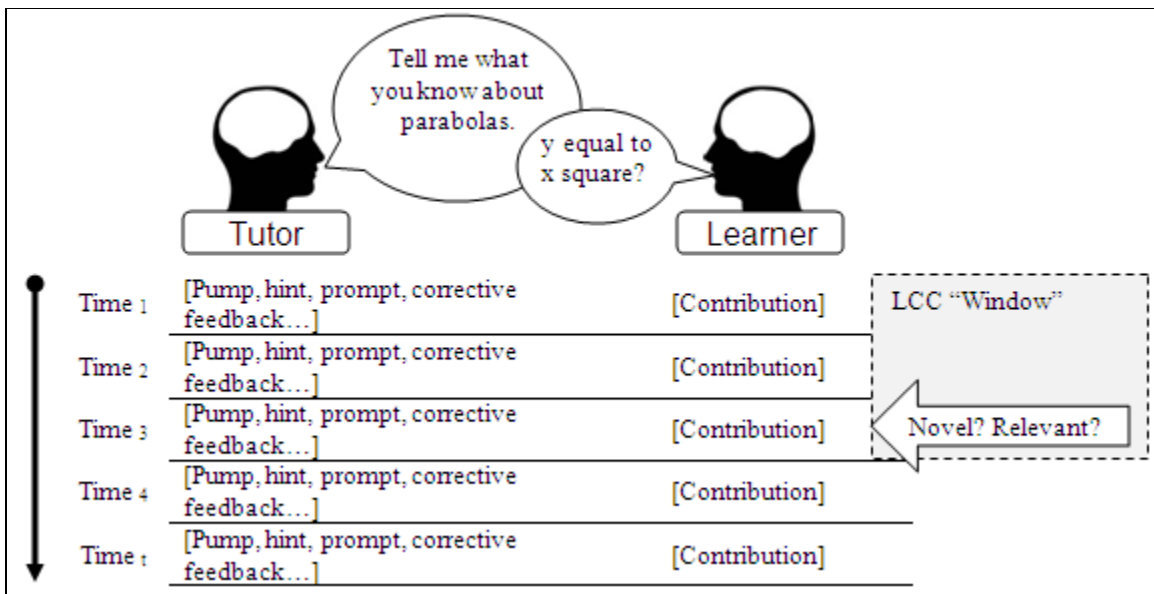 Tell me what
you know about
parabolas.
y equal to
x square?
Tutor
Learner
Time 1
[Pump, hint, prompt, corrective
feedback…]
[Contribution]
LCC “Window”
Time 2
[Pump, hint, prompt, corrective
feedback…]
[Contribution]
Time 3
[Pump, hint, prompt, corrective
feedback…]
[Contribution]
Novel? Relevant?
Time 4
[Pump, hint, prompt, corrective
feedback…]
[Contribution]
Time t
[Pump, hint, prompt, corrective
feedback…]
[Contribution]